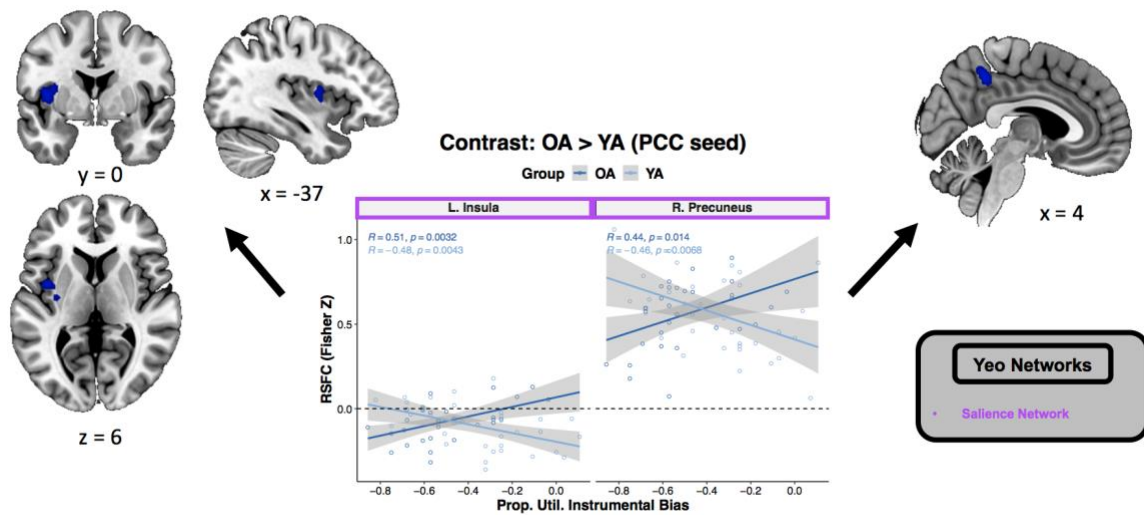 y = 0
x = -37
z = 6
Contrast: OA > YA (PCC seed)
Group OA YA
L. Insula
R. Precuneus
R = 0.51, p = 0.0032
R = −0.48, p = 0.0043
R = 0.44, p = 0.014
R = −0.46, p = 0.0068
RSFC (Fisher Z)
1.0
0.5
0.0
−0.8 −0.6 −0.4 −0.2 0.0
−0.8 −0.6 −0.4 −0.2 0.0
Prop. Util. Instrumental Bias
x = 4
Yeo Networks
Salience Network